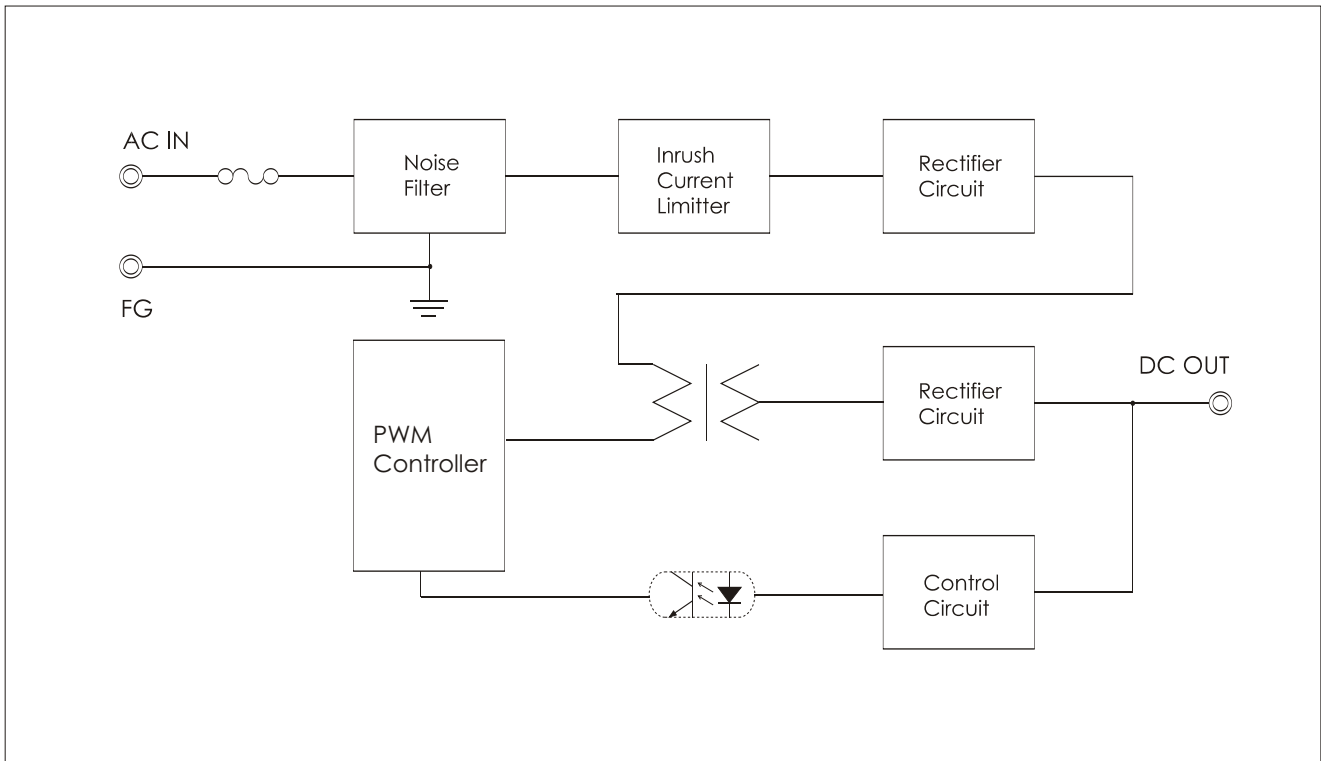 AC IN
Noise
Filter
Inrush
Current
Limitter
Rectifier
Circuit
FG
PWM
Controller
Rectifier
Circuit
DC OUT
Control
Circuit